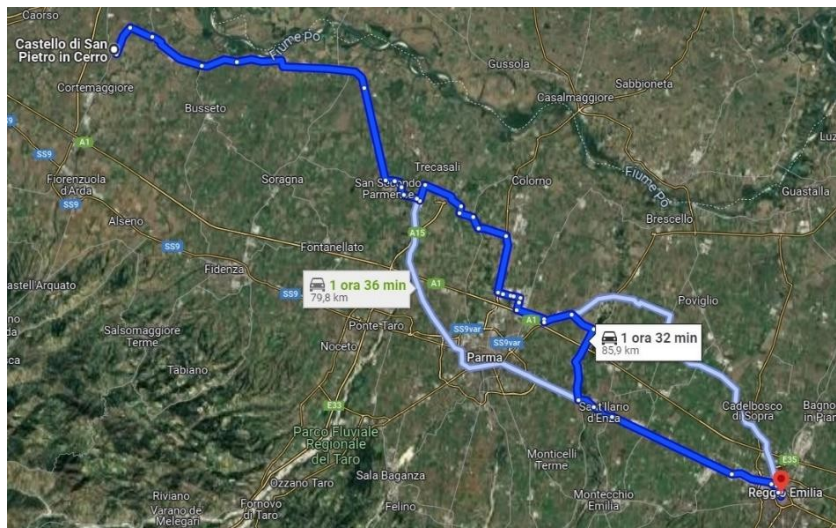 Caorso
Castello di San
Pietro in Cerro
Cortemaggiore
Fiume Po
Gussola
Sabbioneta
Busseto
Casalmaggiore
A1
SS9
Fiorenzuola
d'Arda
Soragna
Trecasali
San Secondo
Parmense
Colorno
Fiume Po
Guastalla
Alseno
SS9
Brescello
Fontanellato
A15
Fidenza
1 ora 36 min
79,8 km
A1
SS9
Poviglio
Salsomaggiore
Terme
Ponte-Taro
A1
SS9var
1 ora 32 min
85,9 km
Noceto
SS9var
Parma
Tabiano
E33
Sant'Ilario
d'Enza
Cadelbosco
di Sopra
Bagno
in Pian
Parco Fluviale
Regionale
del Taro
Monticelli
Terme
E35
Sala Baganza
Riviano
Ozzano Taro
Montecchio
Emilia
Reggio Emilia
Varano de'
Melegari
Fornovo
di Taro
Felino